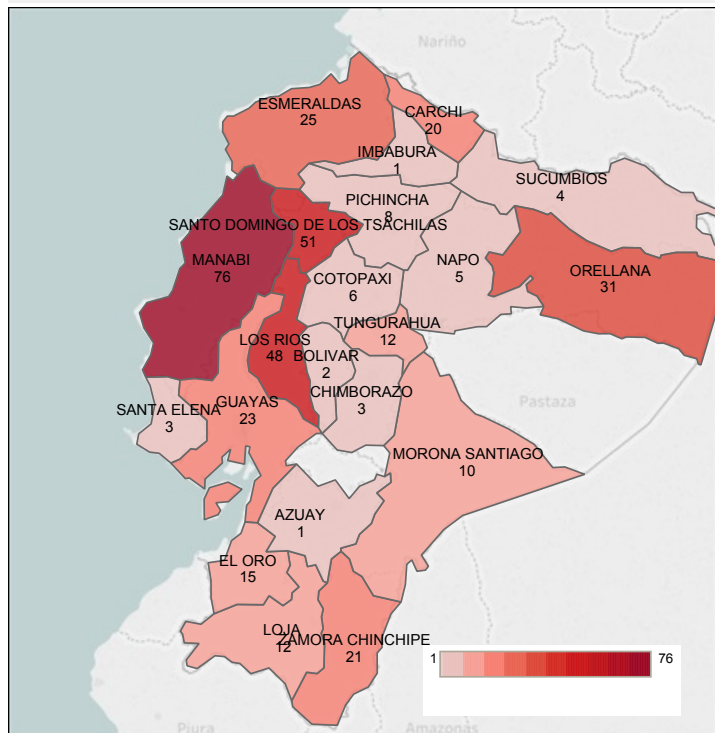 Nariño
ESMERALDAS
25
CARCHI
20
IMBABURA
1
SUCUMBIOS
4
PICHINCHA
8
SANTO DOMINGO DE LOS TSACHILAS
51
MANABI
76
NAPO
5
ORELLANA
31
COTOPAXI
6
TUNGURAHUA
12
LOS RIOS
48
BOLIVAR
2
CHIMBORAZO
3
Pastaza
SANTA ELENA
3
GUAYAS
23
MORONA SANTIAGO
10
AZUAY
1
EL ORO
15
LOJA
12
ZAMORA CHINCHIPE
21
1 76
Piura
Amazonas